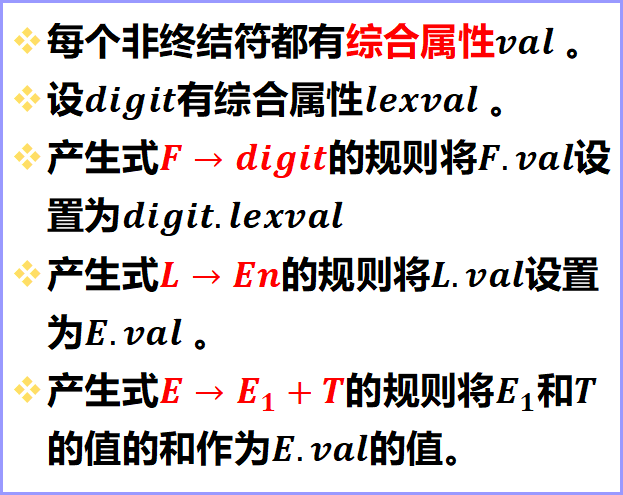 ❖每个非终结符都有综合属性val 。
❖设digit有综合属性lexval 。
❖产生式F → digit的规则将F.val设
置为digit.lexval
❖产生式L → En的规则将L.val设置
为E.val 。
❖产生式E → E₁ + T的规则将E₁和T
的值的和作为E.val的值。